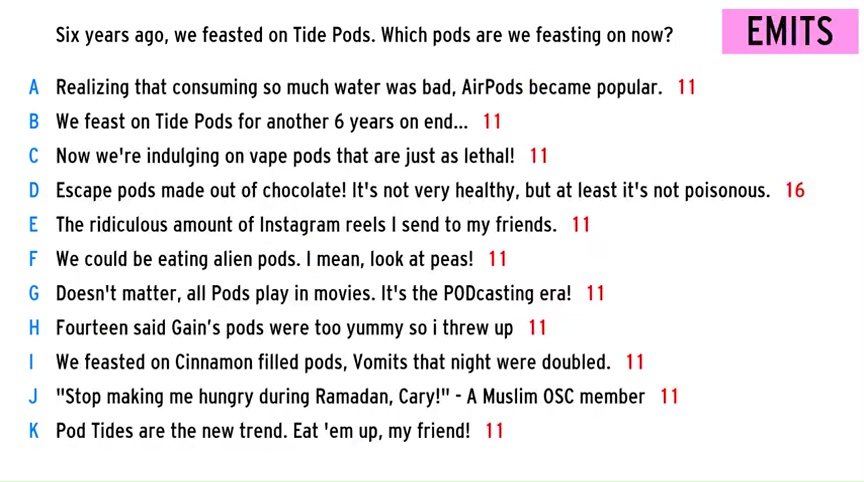 Six years ago, we feasted on Tide Pods. Which pods are we feasting on now?
EMITS
A Realizing that consuming so much water was bad, AirPods became popular. 11
B We feast on Tide Pods for another 6 years on end... 11
C Now we're indulging on vape pods that are just as lethal! 11
D Escape pods made out of chocolate! It's not very healthy, but at least it's not poisonous. 16
E The ridiculous amount of Instagram reels I send to my friends. 11
F We could be eating alien pods. I mean, look at peas! 11
G Doesn't matter, all Pods play in movies. It's the PODcasting era! 11
H Fourteen said Gain’s pods were too yummy so i threw up 11
I We feasted on Cinnamon filled pods, Vomits that night were doubled. 11
J "Stop making me hungry during Ramadan, Cary!" - A Muslim OSC member 11
K Pod Tides are the new trend. Eat 'em up, my friend! 11